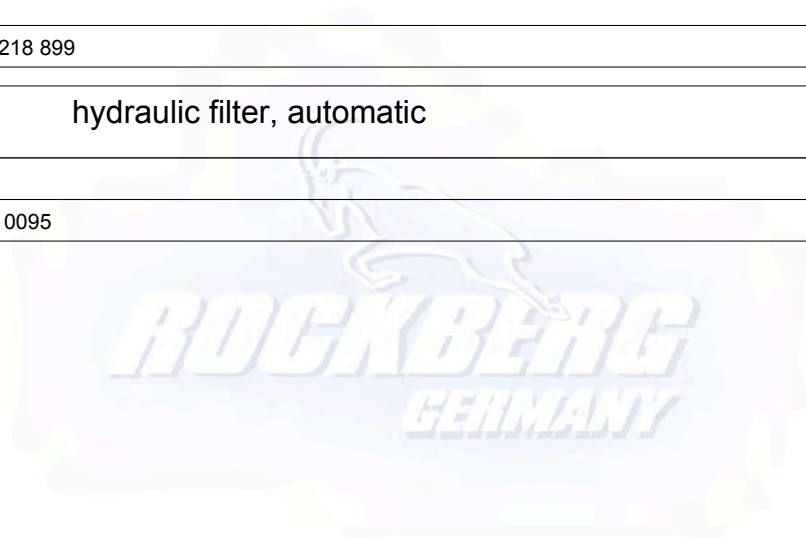 218 899
hydraulic filter, automatic
0095
ROCKBERG
GERMANY